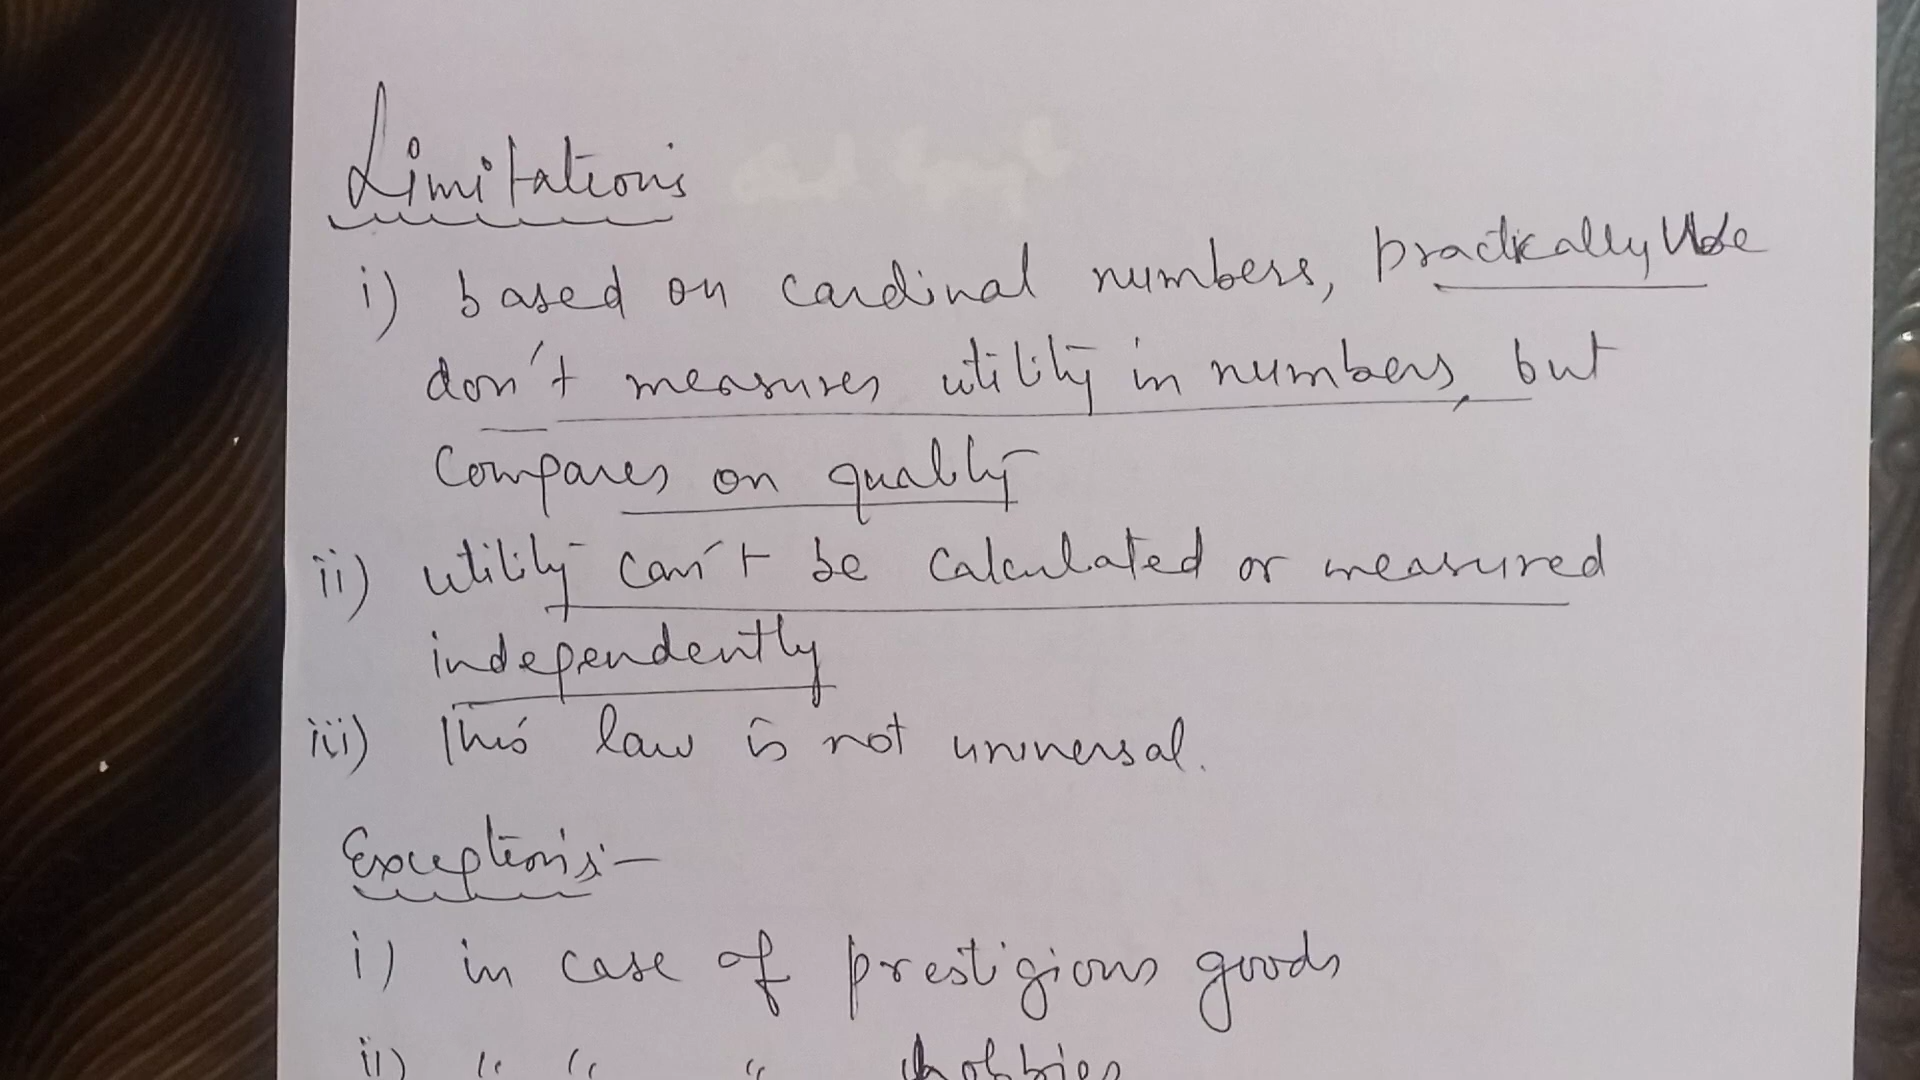 Limitations
i) based on cardinal numbers, practically we
don't measures utility in numbers, but
Compares on quality
ii) utility can't be calculated or measured
independently
iii) This law is not universal.
Exceptions:-
i) in case of prestigious goods
ii) " " " hobbies